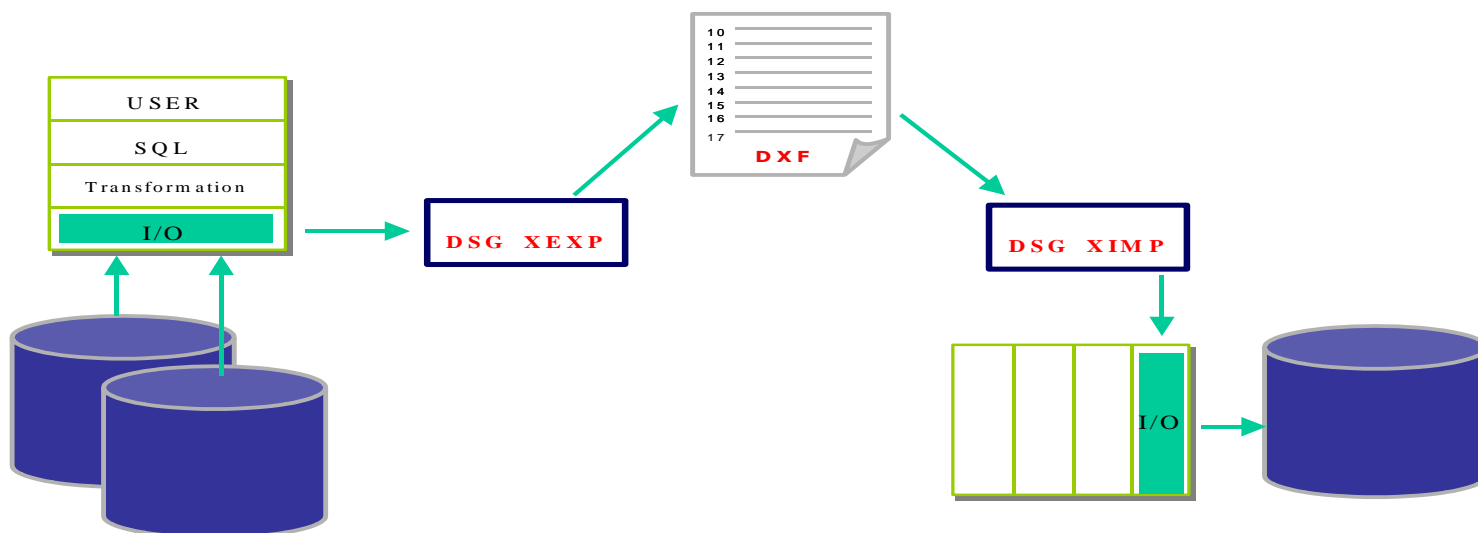 USER
SQL
Transformation
I/O
DSG XEXP
10
11
12
13
14
15
16
17
DXF
DSG XIMP
I/O